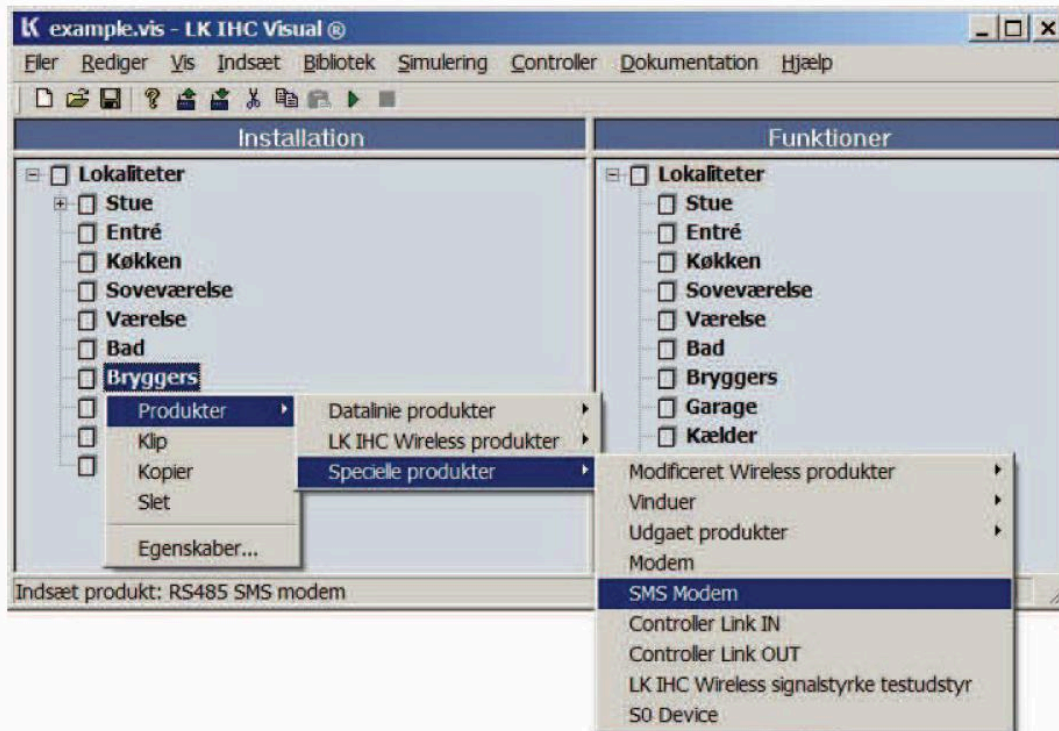 example.vis - LK IHC Visual ®
Filer Rediger Vis Indsæt Bibliotek Simulering Controller Dokumentation Hjælp
Installation
Lokaliteter
Stue
Entré
Køkken
Soveværelse
Værelse
Bad
Bryggers
Funktioner
Lokaliteter
Stue
Entré
Køkken
Soveværelse
Værelse
Bad
Bryggers
Garage
Kælder
Produkter
Klip
Kopier
Slet
Egenskaber...
Datalinie produkter
LK IHC Wireless produkter
Specielle produkter
Modificeret Wireless produkter
Vinduer
Udgaet produkter
Modem
SMS Modem
Controller Link IN
Controller Link OUT
LK IHC Wireless signalstyrke testudstyr
S0 Device
Indsæt produkt: RS485 SMS modem